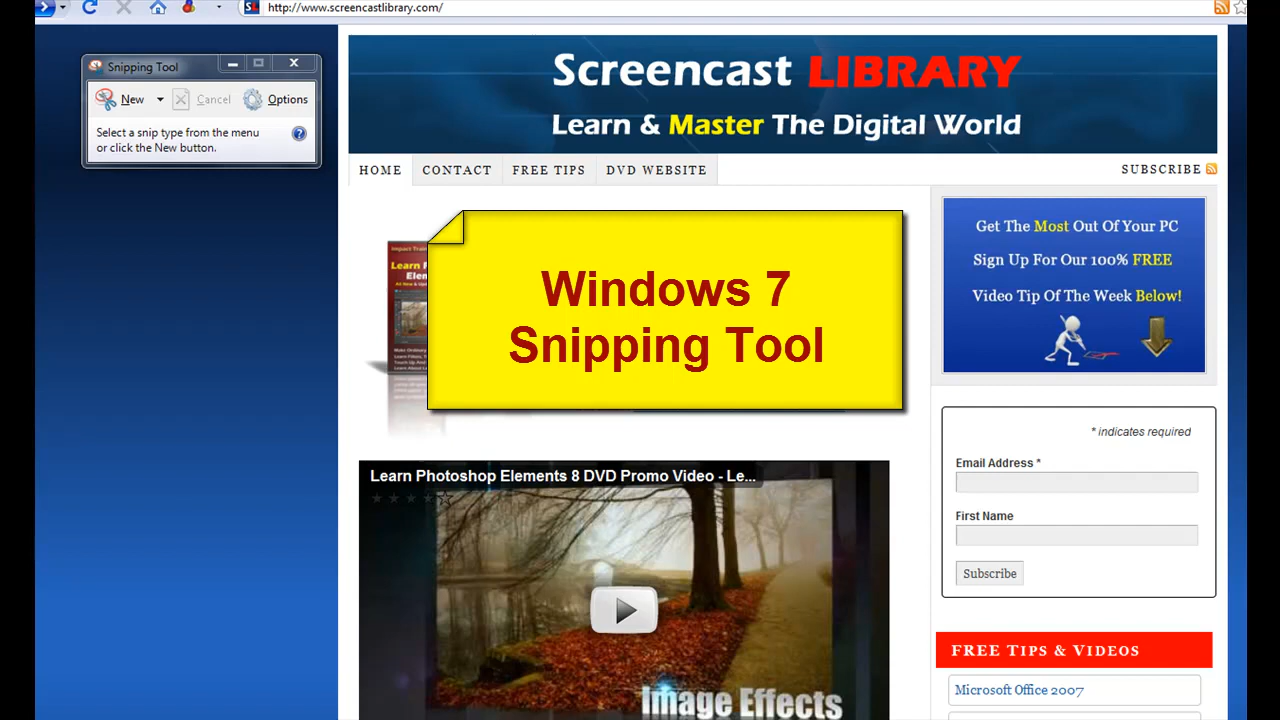 http://www.screencastlibrary.com/
SL
Snipping Tool
New Cancel Options
Select a snip type from the menu
or click the New button.
Screencast LIBRARY
Learn & Master The Digital World
HOME CONTACT FREE TIPS DVD WEBSITE SUBSCRIBE
Windows 7
Snipping Tool
Get The Most Out Of Your PC
Sign Up For Our 100% FREE
Video Tip Of The Week Below!
* indicates required
Email Address *
First Name
Subscribe
Learn Photoshop Elements 8 DVD Promo Video - Le...
Image Effects
FREE TIPS & VIDEOS
Microsoft Office 2007